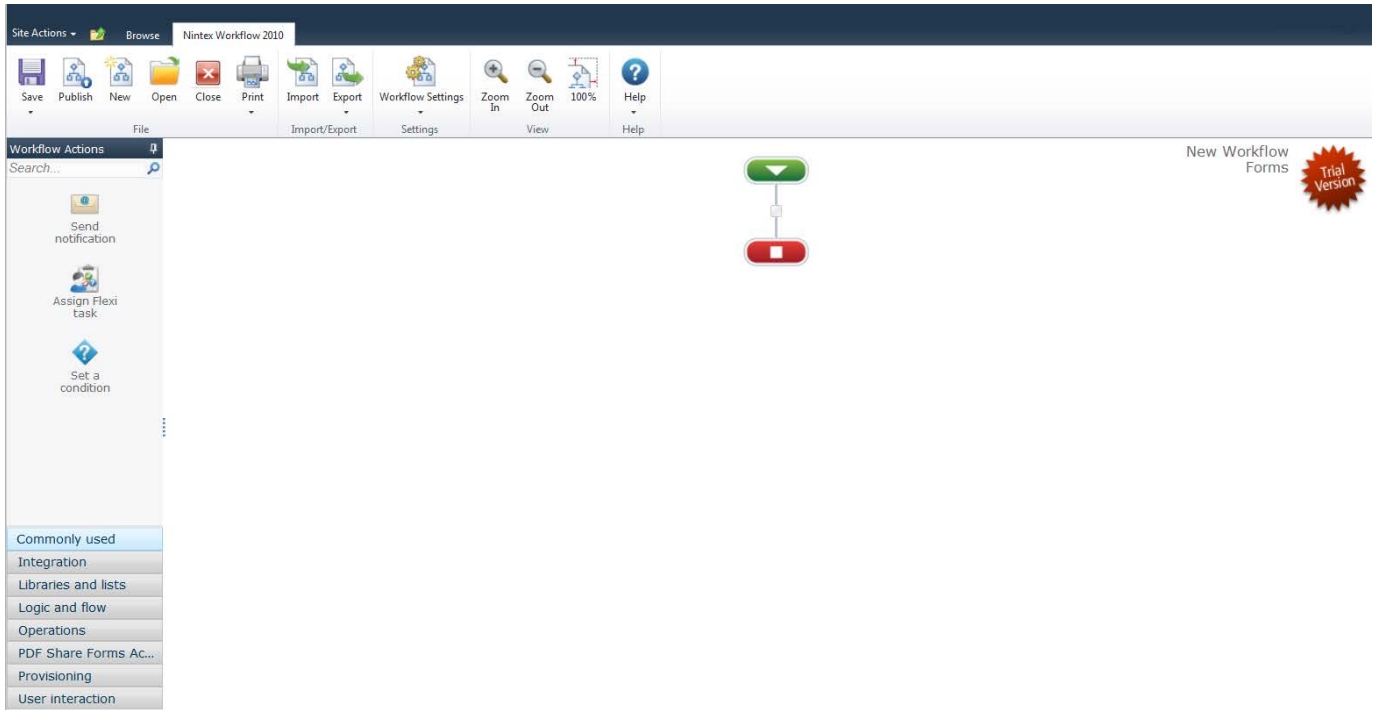 Site Actions
Browse
Nintex Workflow 2010
Save
Publish
New
Open
Close
Print
Import
Export
Workflow Settings
Zoom
In
Zoom
Out
100%
Help
File
Import/Export
Settings
View
Help
Workflow Actions
Search...
Send
notification
Assign Flexi
task
Set a
condition
Commonly used
Integration
Libraries and lists
Logic and flow
Operations
PDF Share Forms Ac...
Provisioning
User interaction
New Workflow
Forms
Trial
Version